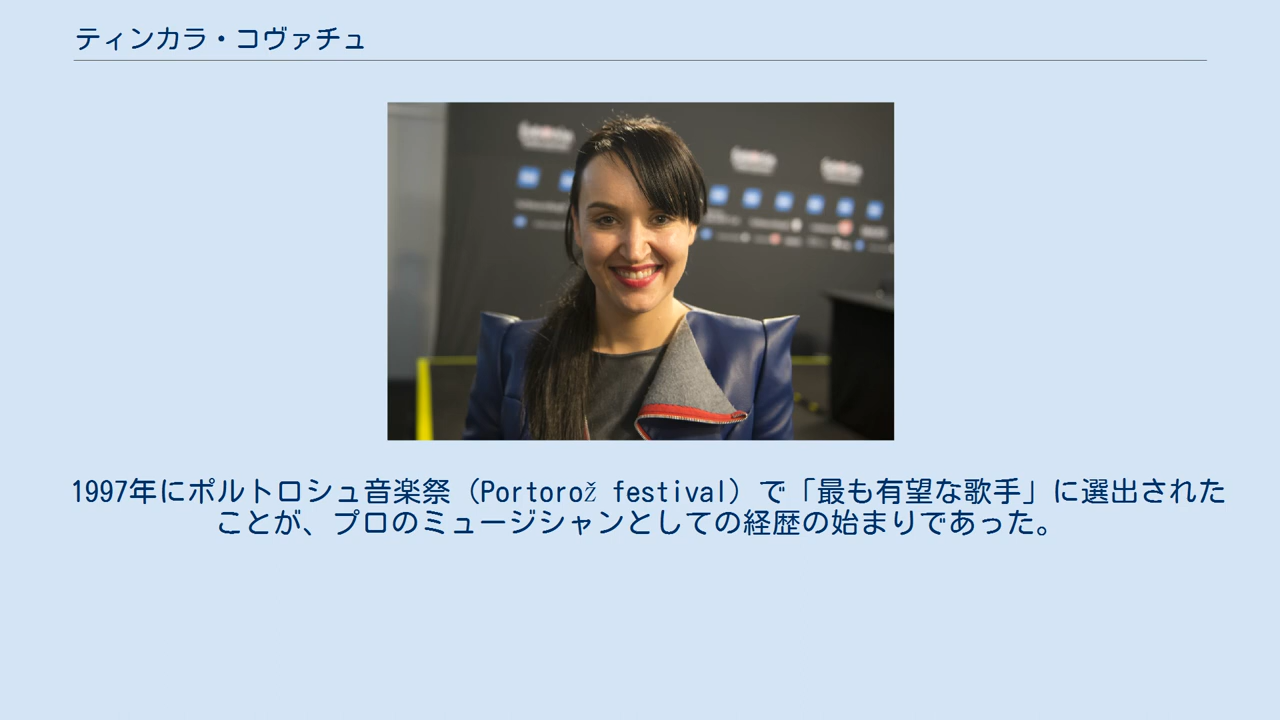 ティンカラ・コヴァチュ
1997年にポルトロシュ音楽祭（Portorož festival）で「最も有望な歌手」に選出された
ことが、プロのミュージシャンとしての経歴の始まりであった。